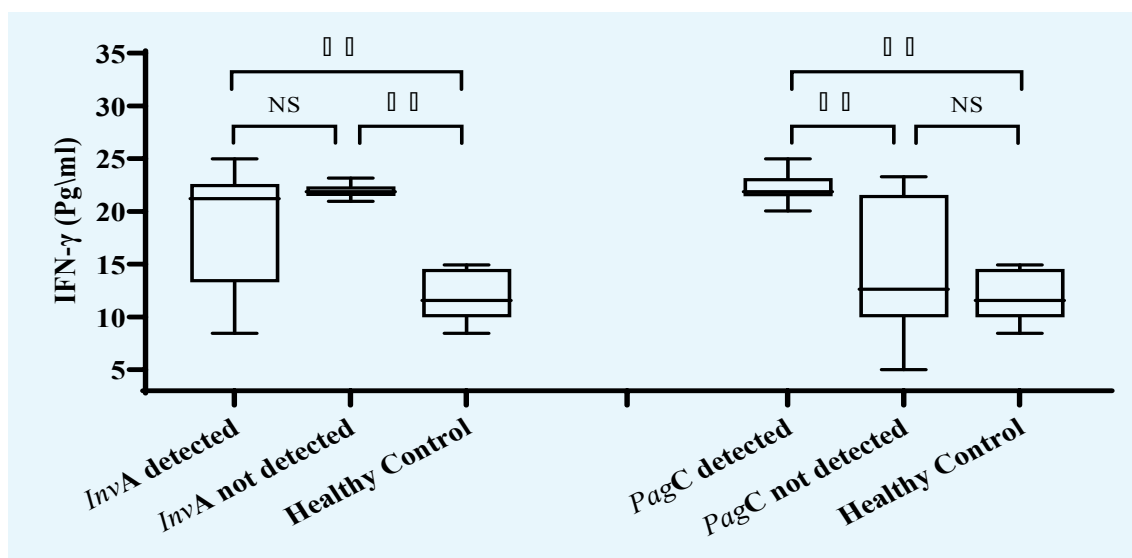 35
30
25
20
15
10
5
IFN-γ (Pg\ml)
▯ ▯
NS
▯ ▯
▯ ▯
▯ ▯
NS
InvA detected
InvA not detected
Healthy Control
PagC detected
PagC not detected
Healthy Control